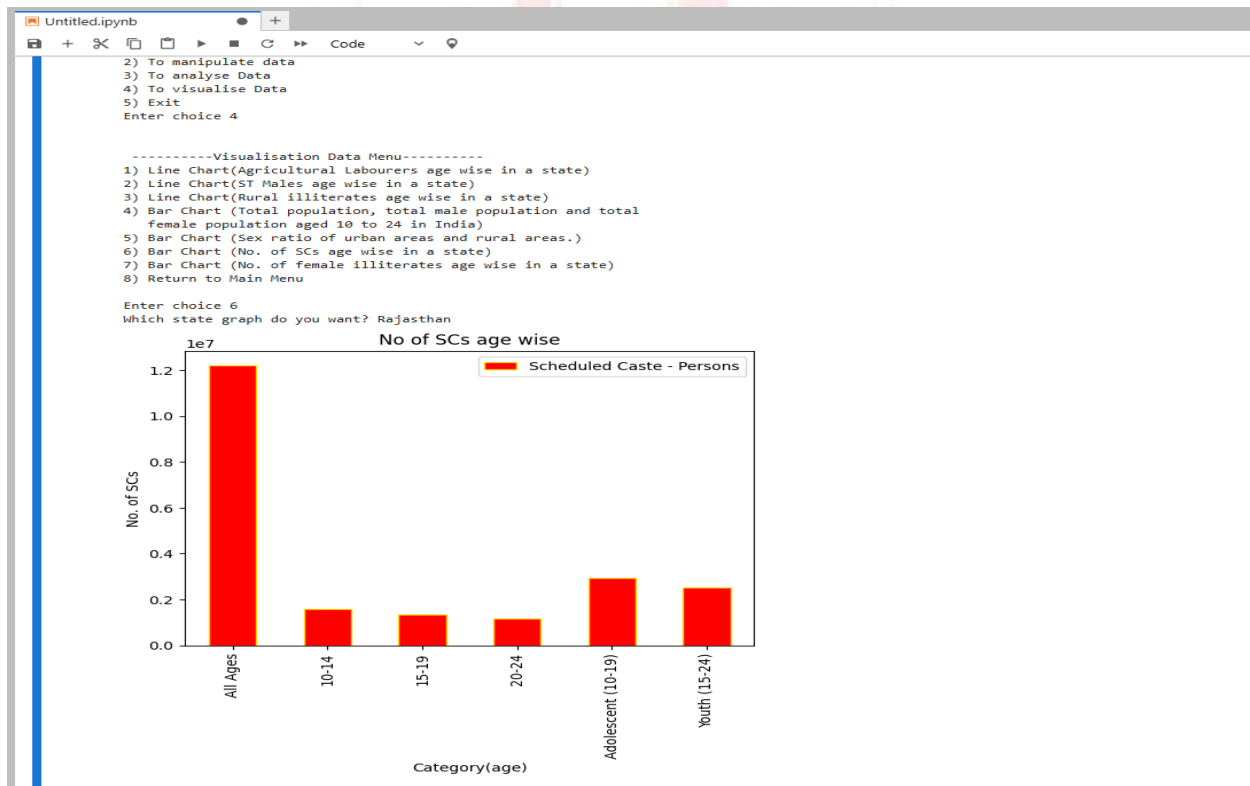 Untitled.ipynb
Code
2) To manipulate data
3) To analyse Data
4) To visualise Data
5) Exit
Enter choice 4
----------Visualisation Data Menu----------
1) Line Chart(Agricultural Labourers age wise in a state)
2) Line Chart(ST Males age wise in a state)
3) Line Chart(Rural illiterates age wise in a state)
4) Bar Chart (Total population, total male population and total
female population aged 10 to 24 in India)
5) Bar Chart (Sex ratio of urban areas and rural areas.)
6) Bar Chart (No. of SCs age wise in a state)
7) Bar Chart (No. of female illiterates age wise in a state)
8) Return to Main Menu
Enter choice 6
Which state graph do you want? Rajasthan
No of SCs age wise
1e7
Scheduled Caste - Persons
1.2
1.0
0.8
0.6
0.4
0.2
0.0
No. of SCs
All Ages
10-14
15-19
20-24
Adolescent (10-19)
Youth (15-24)
Category(age)